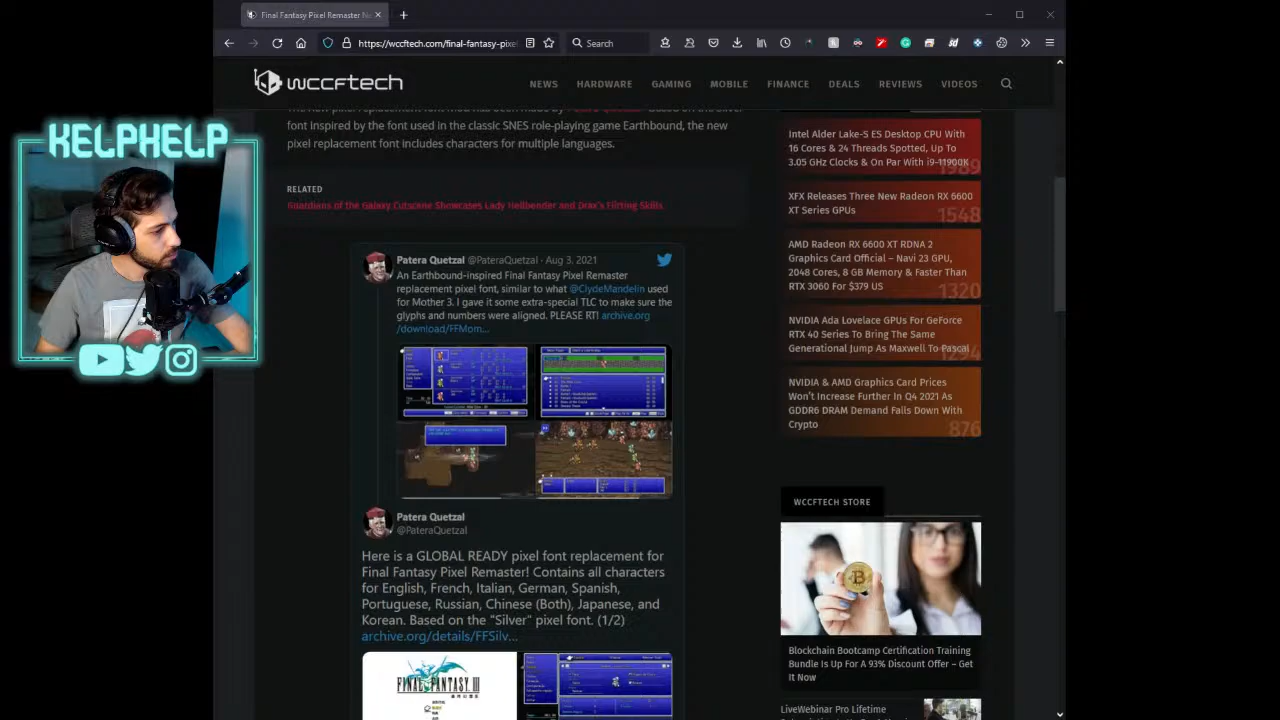 Final Fantasy Pixel Remaster Ne
https://wccftech.com/final-fantasy-pixel
Search
wccftech
NEWS
HARDWARE
GAMING
MOBILE
FINANCE
DEALS
REVIEWS
VIDEOS
KELPHELP
font inspired by the font used in the classic SNES role-playing game Earthbound, the new
pixel replacement font includes characters for multiple languages.
RELATED
Guardians of the Galaxy Cutscene Showcases Lady Hellbender and Drax's Flirting Skills
Patera Quetzal @PateraQuetzal · Aug 3, 2021
An Earthbound-inspired Final Fantasy Pixel Remaster
replacement pixel font, similar to what @ClydeMandelin used
for Mother 3. I gave it some extra-special TLC to make sure the
glyphs and numbers were aligned. PLEASE RT! archive.org
/download/FFMom...
Patera Quetzal
@PateraQuetzal
Here is a GLOBAL READY pixel font replacement for
Final Fantasy Pixel Remaster! Contains all characters
for English, French, Italian, German, Spanish,
Portuguese, Russian, Chinese (Both), Japanese, and
Korean. Based on the "Silver" pixel font. (1/2)
archive.org/details/FFSilv...
FINAL FANTASY III
Intel Alder Lake-S ES Desktop CPU With
16 Cores & 24 Threads Spotted, Up To
3.05 GHz Clocks & On Par With i9-11900K
1989
XFX Releases Three New Radeon RX 6600
XT Series GPUs
1548
AMD Radeon RX 6600 XT RDNA 2
Graphics Card Official – Navi 23 GPU,
2048 Cores, 8 GB Memory & Faster Than
RTX 3060 For $379 US
1320
NVIDIA Ada Lovelace GPUs For GeForce
RTX 40 Series To Bring The Same
Generational Jump As Maxwell To Pascal
1294
NVIDIA & AMD Graphics Card Prices
Won't Increase Further In Q4 2021 As
GDDR6 DRAM Demand Falls Down With
Crypto
876
WCCFTECH STORE
Blockchain Bootcamp Certification Training
Bundle Is Up For A 93% Discount Offer – Get
It Now
LiveWebinar Pro Lifetime